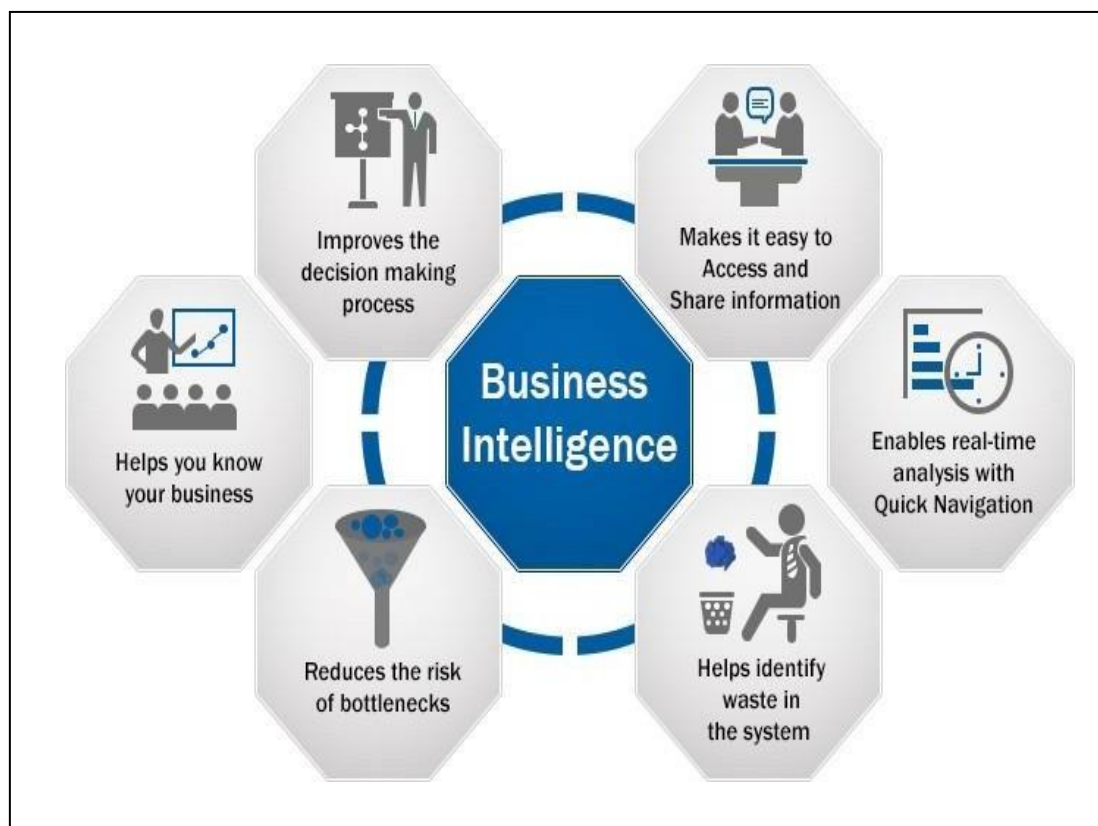 Improves the
decision making
process
Makes it easy to
Access and
Share information
Helps you know
your business
Business
Intelligence
Enables real-time
analysis with
Quick Navigation
Reduces the risk
of bottlenecks
Helps identify
waste in
the system